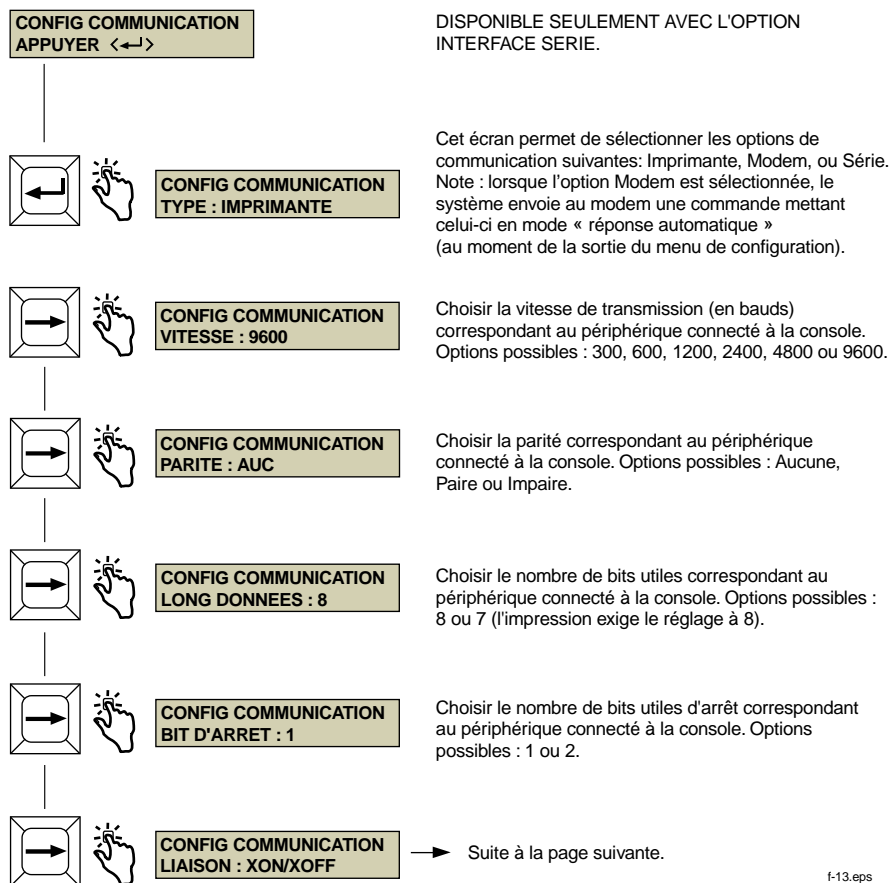 CONFIG COMMUNICATION
APPUYER <↵>
DISPONIBLE SEULEMENT AVEC L'OPTION
INTERFACE SERIE.
CONFIG COMMUNICATION
TYPE : IMPRIMANTE
Cet écran permet de sélectionner les options de
communication suivantes: Imprimante, Modem, ou Série.
Note : lorsque l'option Modem est sélectionnée, le
système envoie au modem une commande mettant
celui-ci en mode « réponse automatique »
(au moment de la sortie du menu de configuration).
CONFIG COMMUNICATION
VITESSE : 9600
Choisir la vitesse de transmission (en bauds)
correspondant au périphérique connecté à la console.
Options possibles : 300, 600, 1200, 2400, 4800 ou 9600.
CONFIG COMMUNICATION
PARITE : AUC
Choisir la parité correspondant au périphérique
connecté à la console. Options possibles : Aucune,
Paire ou Impaire.
CONFIG COMMUNICATION
LONG DONNEES : 8
Choisir le nombre de bits utiles correspondant au
périphérique connecté à la console. Options possibles :
8 ou 7 (l'impression exige le réglage à 8).
CONFIG COMMUNICATION
BIT D'ARRET : 1
Choisir le nombre de bits utiles d'arrêt correspondant
au périphérique connecté à la console. Options
possibles : 1 ou 2.
CONFIG COMMUNICATION
LIAISON : XON/XOFF
Suite à la page suivante.
f-13.eps